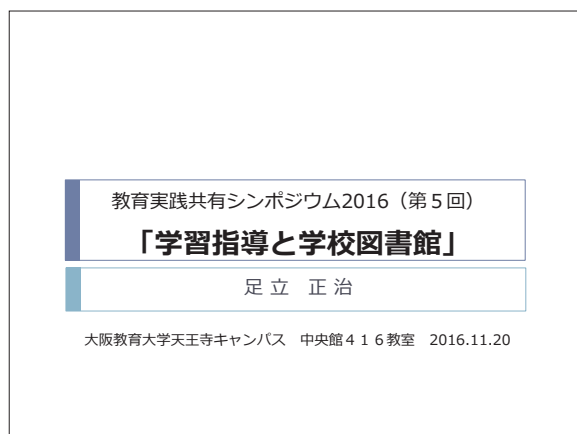 教育実践共有シンポジウム2016（第５回）
「学習指導と学校図書館」
足 立　正 治
大阪教育大学天王寺キャンパス　中央館４１６教室　2016.11.20